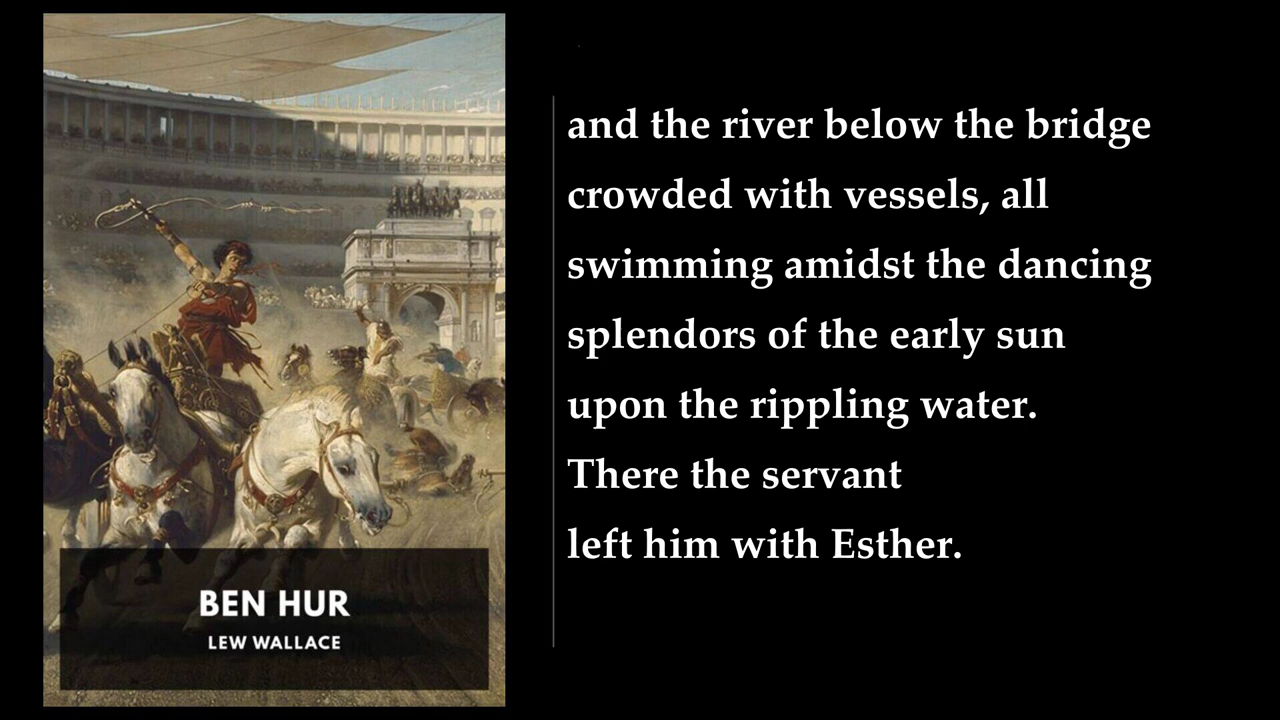 BEN HUR
LEW WALLACE
and the river below the bridge
crowded with vessels, all
swimming amidst the dancing
splendors of the early sun
upon the rippling water.
There the servant
left him with Esther.